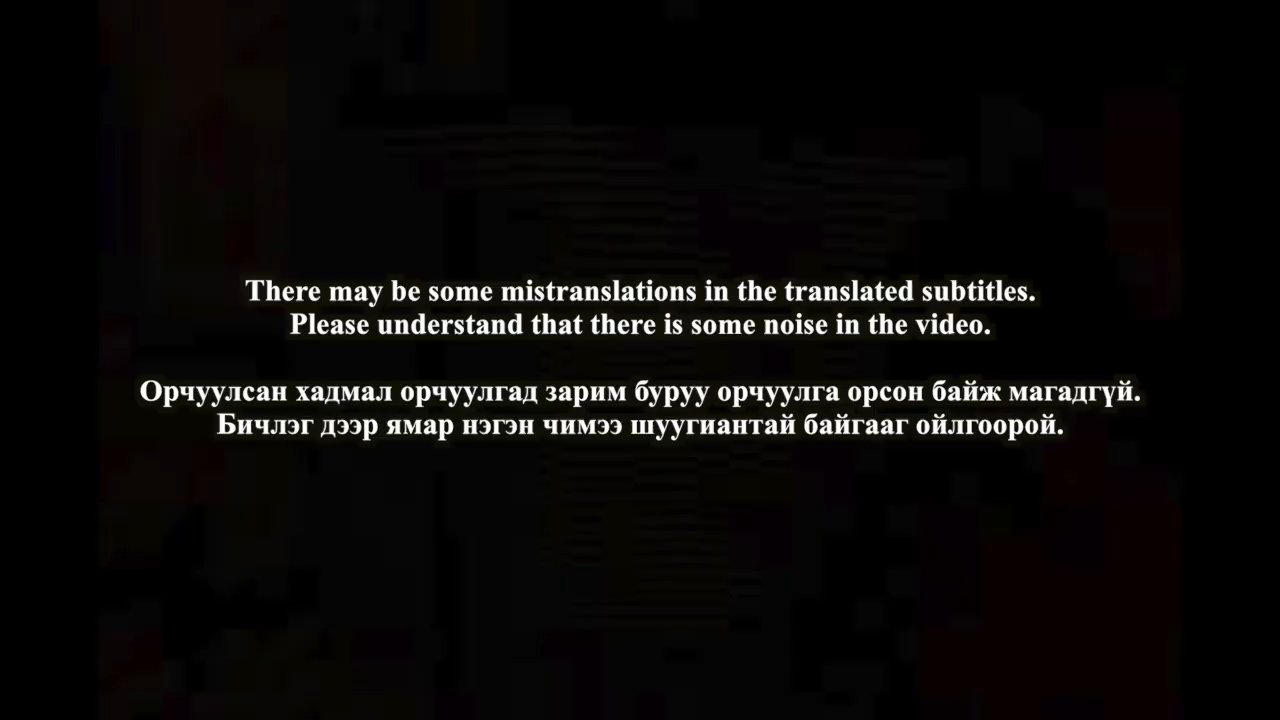 There may be some mistranslations in the translated subtitles.
Please understand that there is some noise in the video.
Орчуулсан хадмал орчуулгад зарим буруу орчуулга орсон байж магадгүй.
Бичлэг дээр ямар нэгэн чимээ шуугиантай байгааг ойлгоорой.